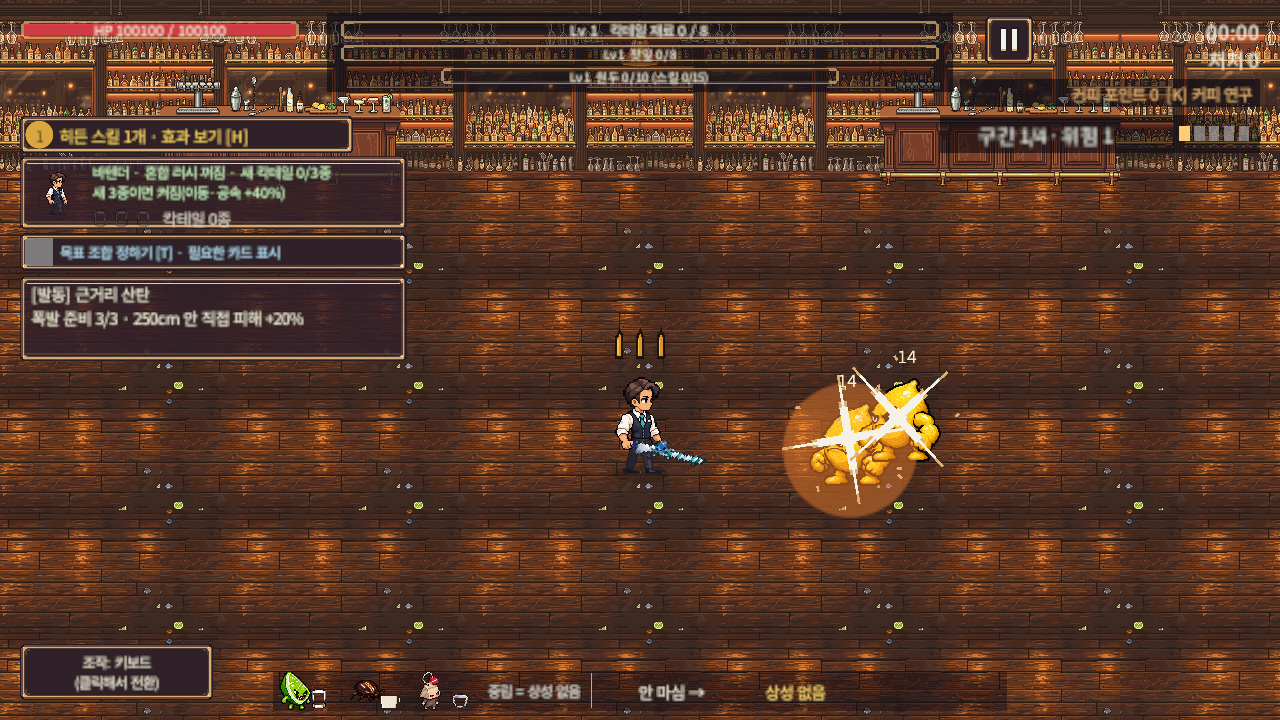 HP 100100 / 100100
Lv 1 칵테일 재료 0 / 8
Lv1 찻잎 0/8
Lv1 원두 0/10 (스킬 0/15)
00:00
처치 0
커피 포인트 0 [K] 커피 연구
구간 1/4 · 위험 1
1 히든 스킬 1개 · 효과 보기 [H]
바텐더 - 혼합 러시 꺼짐 - 새 칵테일 0/3종
새 3종이면 켜짐(이동·공속 +40%)
칵테일 0종
목표 조합 정하기 [T] - 필요한 카드 표시
[발동] 근거리 산탄
폭발 준비 3/3 · 250cm 안 직접 피해 +20%
14
14
조작: 키보드
(클릭해서 전환)
중립 = 상성 없음
안 마심 →
상성 없음